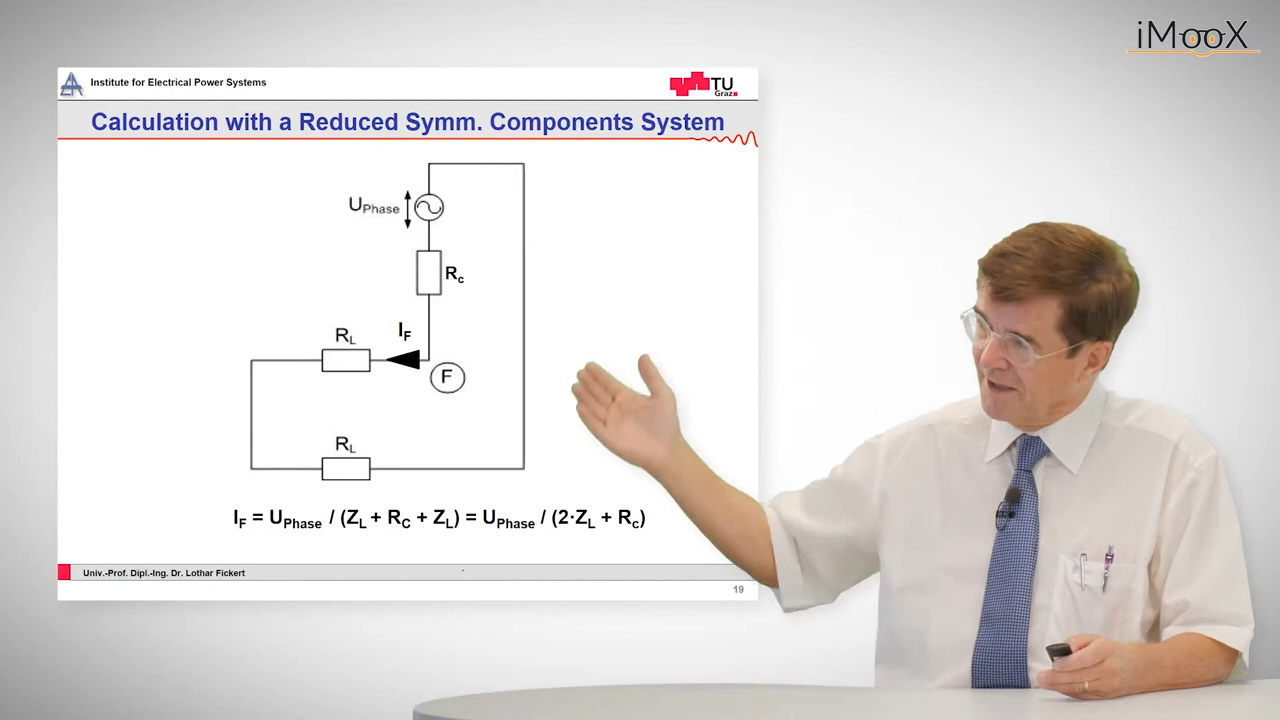 iMooX
Institute for Electrical Power Systems
TU
Graz
Calculation with a Reduced Symm. Components System
UPhase
Rc
IF
RL
F
RL
IF = UPhase / (ZL + RC + ZL) = UPhase / (2·ZL + Rc)
Univ.-Prof. Dipl.-Ing. Dr. Lothar Fickert
19